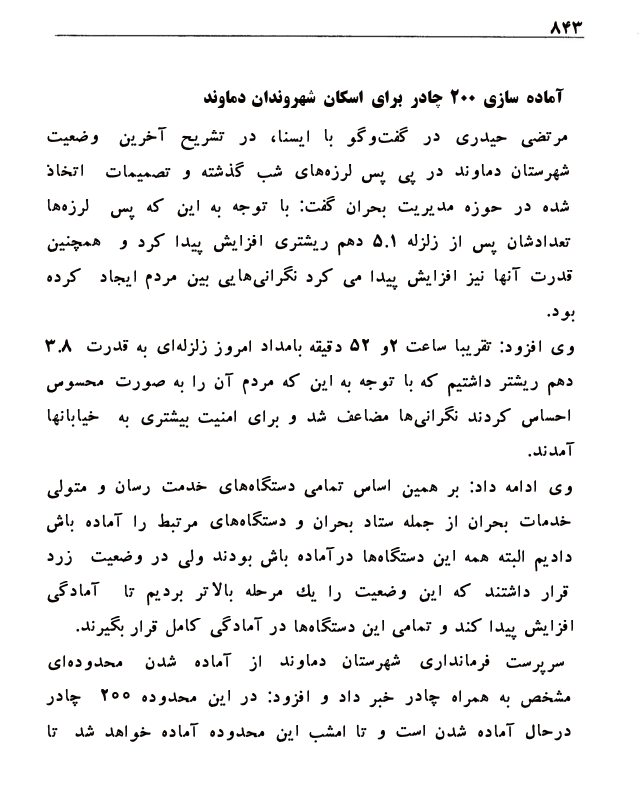 ۸۴۳
آماده سازی ۲۰۰ چادر برای اسکان شهروندان دماوند
مرتضی حیدری در گفت‌وگو با ایسنا، در تشریح آخرین وضعیت
شهرستان دماوند در پی پس لرزه‌های شب گذشته و تصمیمات اتخاذ
شده در حوزه مدیریت بحران گفت: با توجه به این که پس لرزه‌ها
تعدادشان پس از زلزله ۵.۱ دهم ریشتری افزایش پیدا کرد و همچنین
قدرت آنها نیز افزایش پیدا می کرد نگرانی‌هایی بین مردم ایجاد کرده
بود.
وی افزود: تقریبا ساعت ۲و ۵۲ دقیقه بامداد امروز زلزله‌ای به قدرت ۳.۸
دهم ریشتر داشتیم که با توجه به این که مردم آن را به صورت محسوس
احساس کردند نگرانی‌ها مضاعف شد و برای امنیت بیشتری به خیابانها
آمدند.
وی ادامه داد: بر همین اساس تمامی دستگاه‌های خدمت رسان و متولی
خدمات بحران از جمله ستاد بحران و دستگاه‌های مرتبط را آماده باش
دادیم البته همه این دستگاه‌ها درآماده باش بودند ولی در وضعیت زرد
قرار داشتند که این وضعیت را یك مرحله بالاتر بردیم تا آمادگی
افزایش پیدا کند و تمامی این دستگاه‌ها در آمادگی کامل قرار بگیرند.
سرپرست فرمانداری شهرستان دماوند از آماده شدن محدوده‌ای
مشخص به همراه چادر خبر داد و افزود: در این محدوده ۲۰۰ چادر
درحال آماده شدن است و تا امشب این محدوده آماده خواهد شد تا